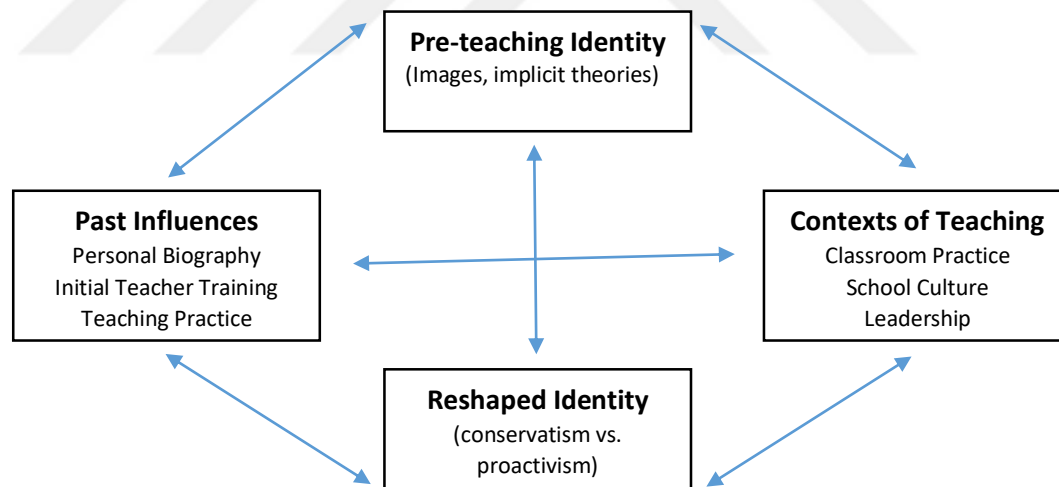 Pre-teaching Identity
(Images, implicit theories)
Past Influences
Personal Biography
Initial Teacher Training
Teaching Practice
Contexts of Teaching
Classroom Practice
School Culture
Leadership
Reshaped Identity
(conservatism vs.
proactivism)